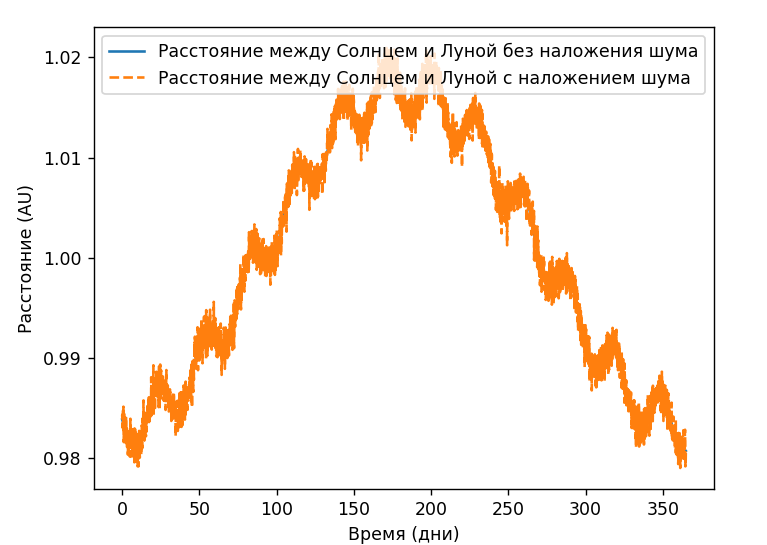 Расстояние между Солнцем и Луной без наложения шума
Расстояние между Солнцем и Луной с наложением шума
1.02
1.01
1.00
0.99
0.98
Расстояние (AU)
0 50 100 150 200 250 300 350
Время (дни)